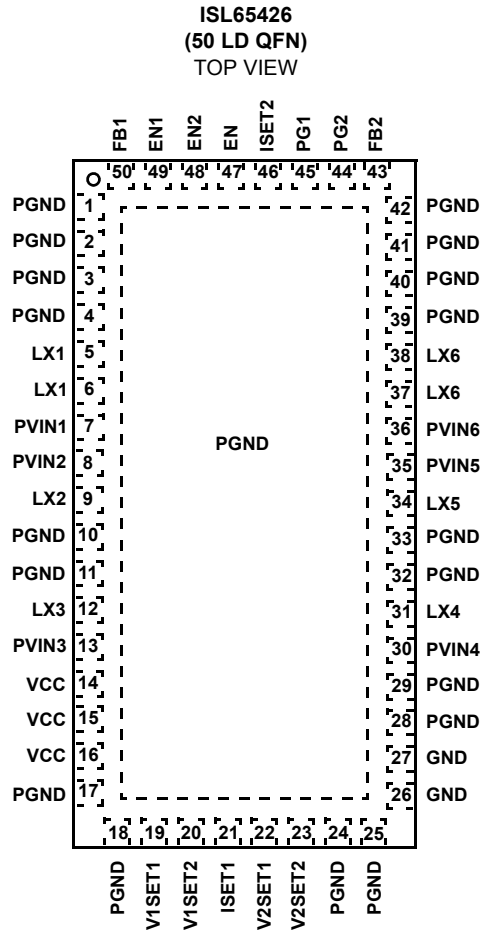 ISL65426
(50 LD QFN)
TOP VIEW
FB1 EN1 EN2 EN ISET2 PG1 PG2 FB2
50 49 48 47 46 45 44 43
PGND 1 42 PGND
PGND 2 41 PGND
PGND 3 40 PGND
PGND 4 39 PGND
LX1 5 38 LX6
LX1 6 37 LX6
PVIN1 7 36 PVIN6
PGND
PVIN2 8 35 PVIN5
LX2 9 34 LX5
PGND 10 33 PGND
PGND 11 32 PGND
LX3 12 31 LX4
PVIN3 13 30 PVIN4
VCC 14 29 PGND
VCC 15 28 PGND
VCC 16 27 GND
PGND 17 26 GND
18 19 20 21 22 23 24 25
PGND V1SET1 V1SET2 ISET1 V2SET1 V2SET2 PGND PGND